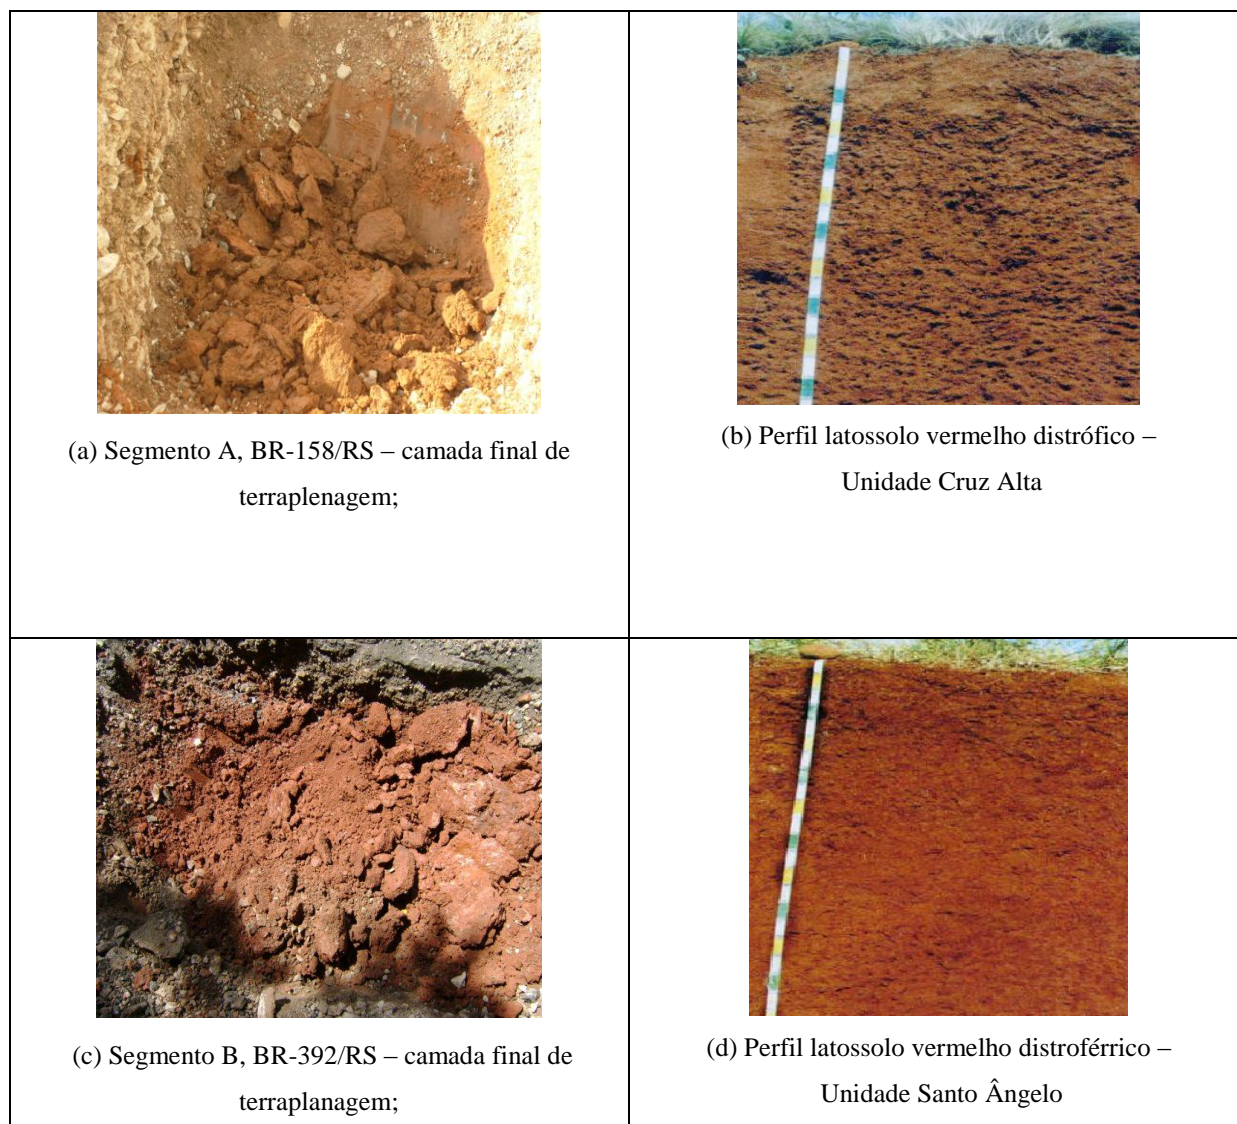 (a) Segmento A, BR-158/RS – camada final de
terraplenagem;
(b) Perfil latossolo vermelho distrófico –
Unidade Cruz Alta
(c) Segmento B, BR-392/RS – camada final de
terraplanagem;
(d) Perfil latossolo vermelho distroférrico –
Unidade Santo Ângelo